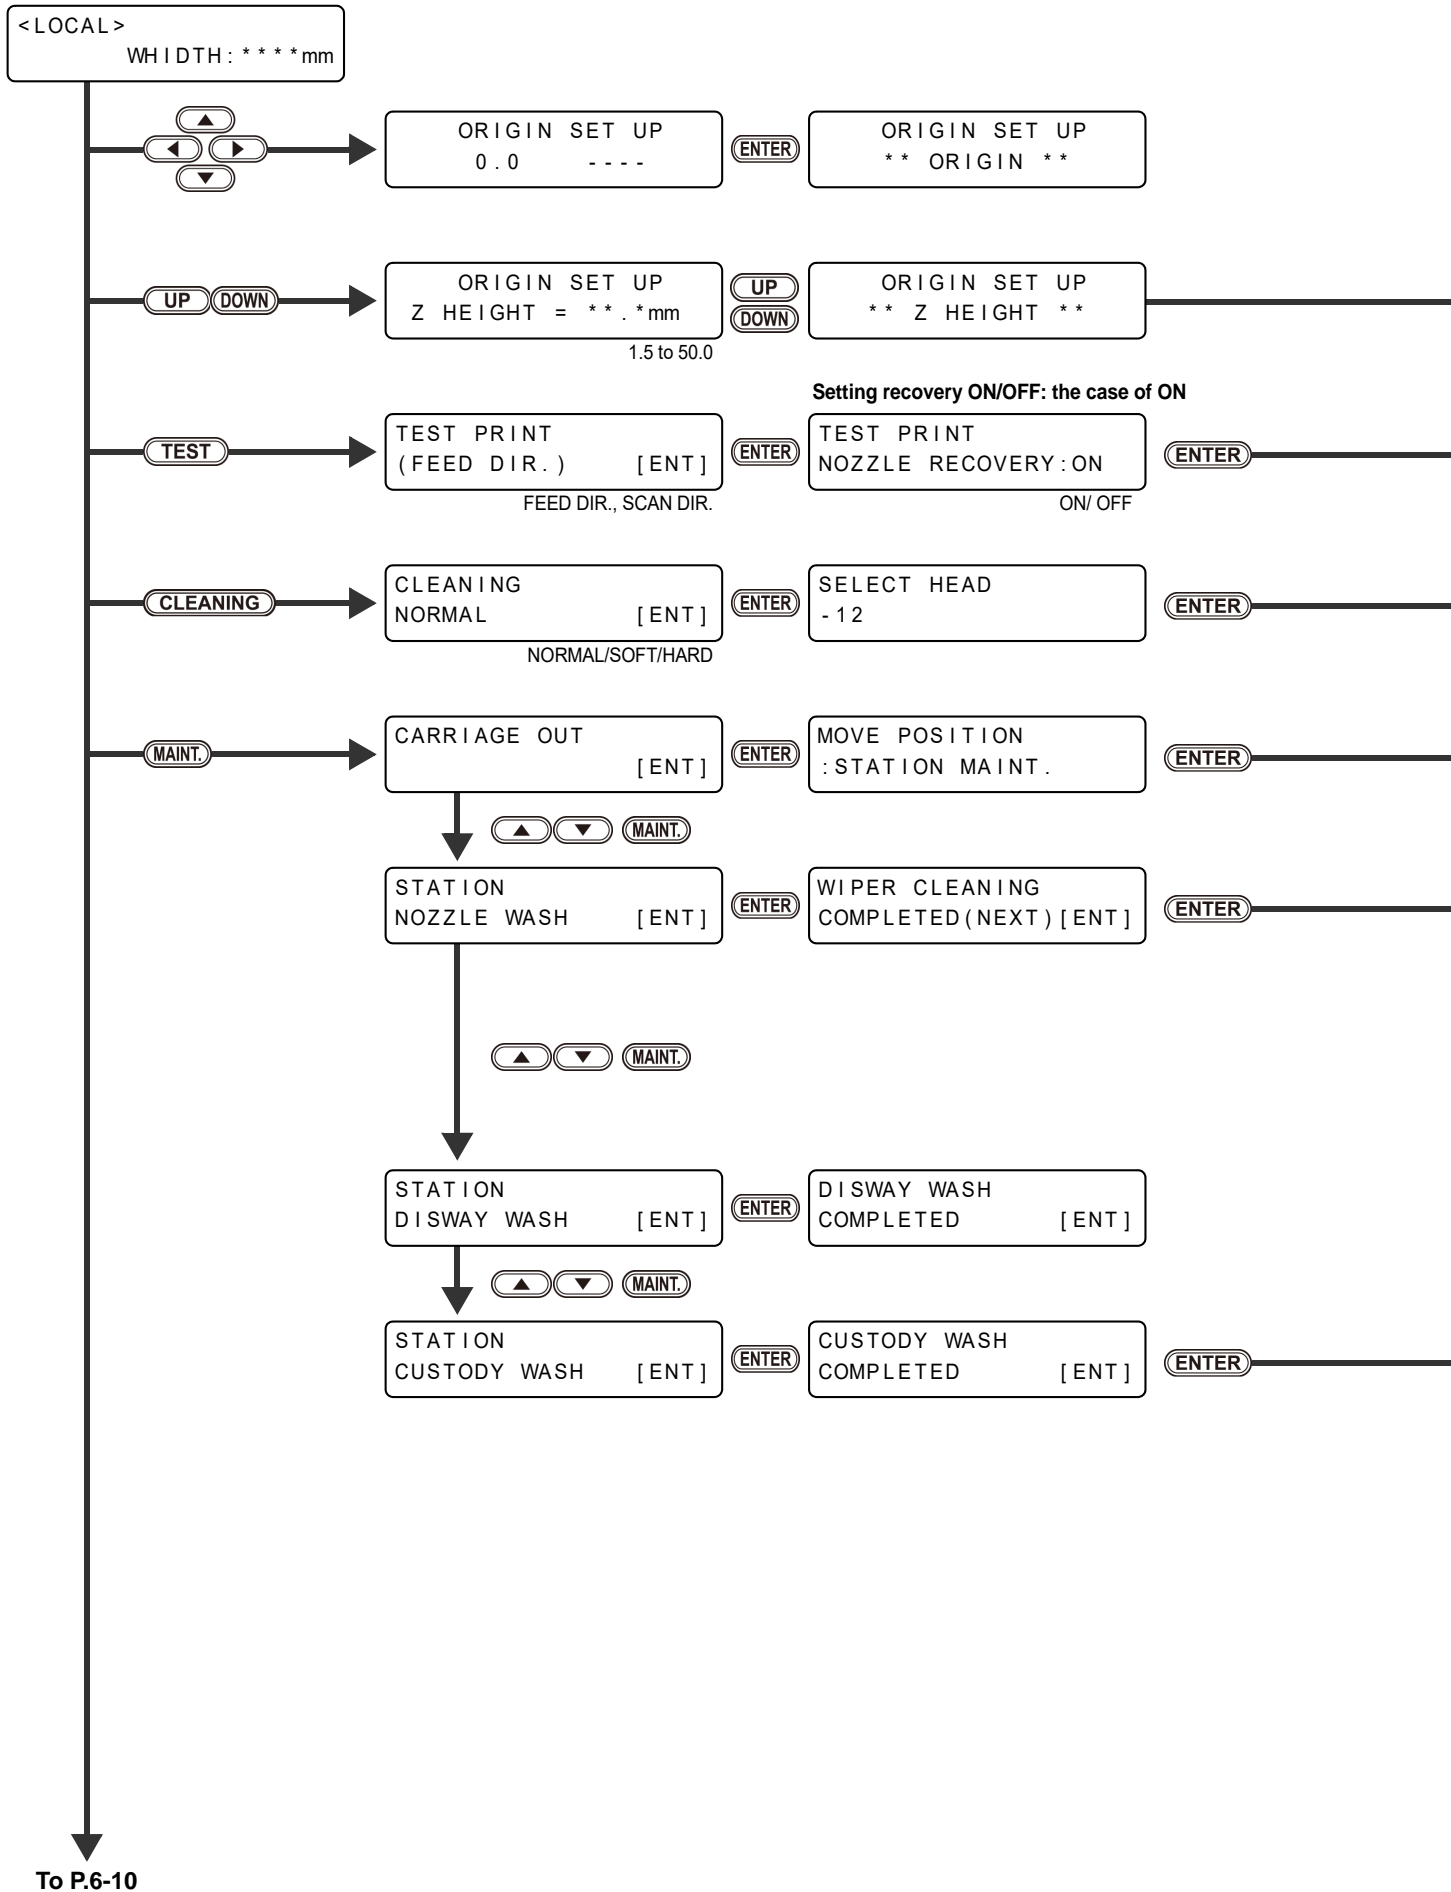 <LOCAL>
WHIDTH:****mm
ORIGIN SET UP
0.0 ----
ENTER
ORIGIN SET UP
** ORIGIN **
UP DOWN
ORIGIN SET UP
Z HEIGHT = **.*mm
1.5 to 50.0
UP
DOWN
ORIGIN SET UP
** Z HEIGHT **
Setting recovery ON/OFF: the case of ON
TEST
TEST PRINT
(FEED DIR.) [ENT]
FEED DIR., SCAN DIR.
ENTER
TEST PRINT
NOZZLE RECOVERY:ON
ON/ OFF
ENTER
CLEANING
CLEANING
NORMAL [ENT]
NORMAL/SOFT/HARD
ENTER
SELECT HEAD
-12
ENTER
MAINT.
CARRIAGE OUT
[ENT]
ENTER
MOVE POSITION
:STATION MAINT.
ENTER
MAINT.
STATION
NOZZLE WASH [ENT]
ENTER
WIPER CLEANING
COMPLETED(NEXT)[ENT]
ENTER
MAINT.
STATION
DISWAY WASH [ENT]
ENTER
DISWAY WASH
COMPLETED [ENT]
MAINT.
STATION
CUSTODY WASH [ENT]
ENTER
CUSTODY WASH
COMPLETED [ENT]
ENTER
To P.6-10